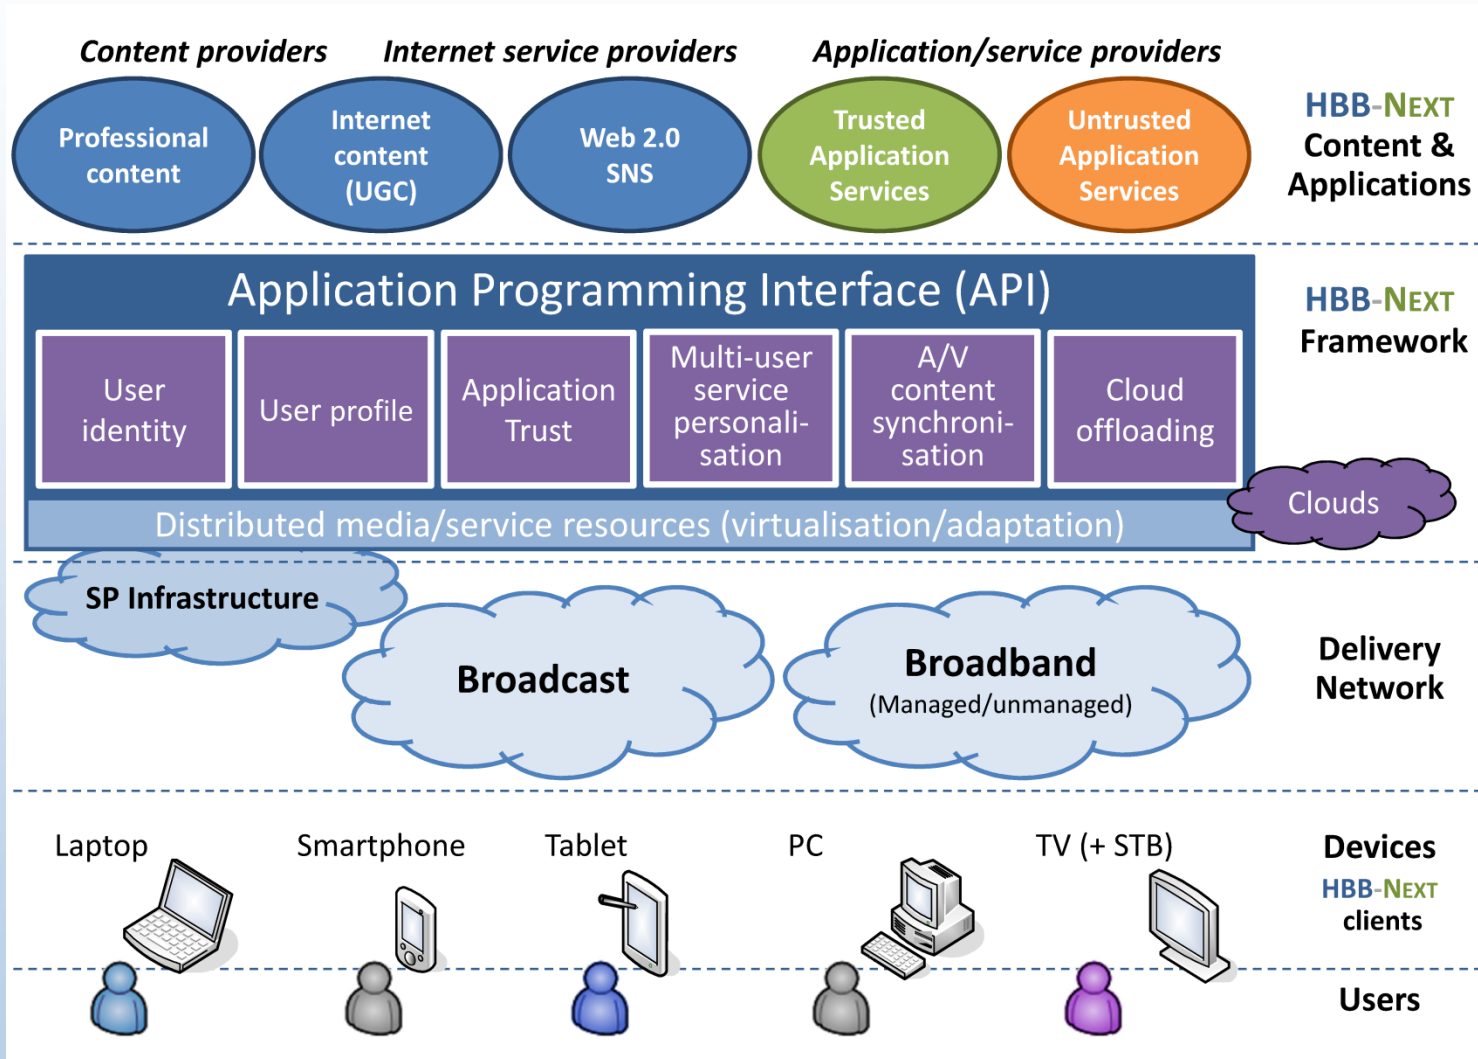 Content providers
Internet service providers
Application/service providers
Professional
content
Internet
content
(UGC)
Web 2.0
SNS
Trusted
Application
Services
Untrusted
Application
Services
HBB-NEXT
Content &
Applications
Application Programming Interface (API)
User
identity
User profile
Application
Trust
Multi-user
service
personali-
sation
A/V
content
synchroni-
sation
Cloud
offloading
HBB-NEXT
Framework
Clouds
Distributed media/service resources (virtualisation/adaptation)
SP Infrastructure
Broadcast
Broadband
(Managed/unmanaged)
Delivery
Network
Laptop
Smartphone
Tablet
PC
TV (+ STB)
Devices
HBB-NEXT
clients
Users